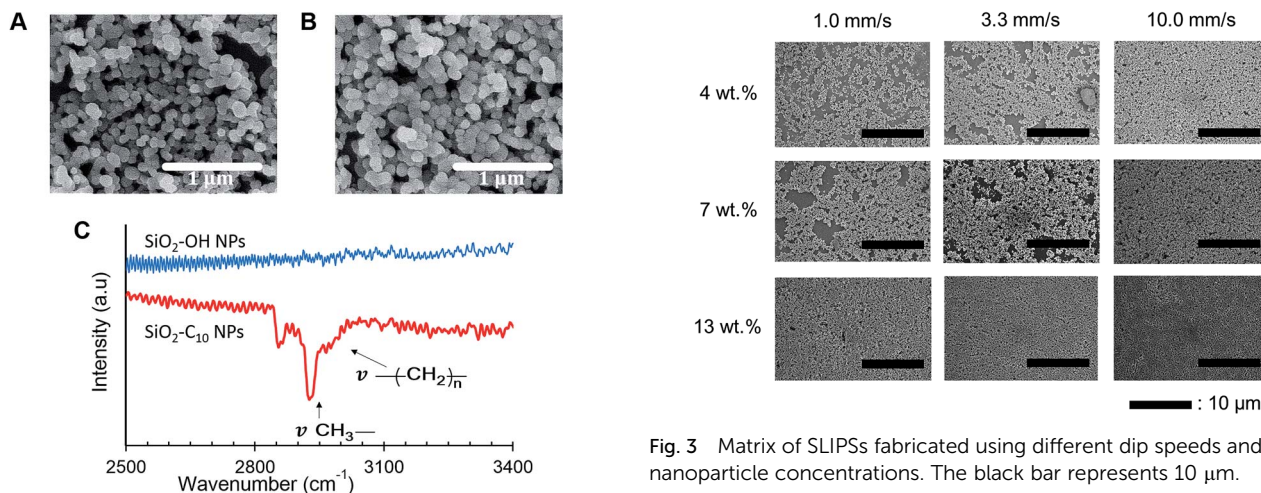 A
B
1 µm
1 µm
C
SiO₂-OH NPs
SiO₂-C₁₀ NPs
ν —(CH₂)ₙ
ν CH₃—
Intensity (a.u)
2500 2800 3100 3400
Wavenumber (cm⁻¹)
1.0 mm/s 3.3 mm/s 10.0 mm/s
4 wt.%
7 wt.%
13 wt.%
: 10 µm
Fig. 3 Matrix of SLIPSs fabricated using different dip speeds and
nanoparticle concentrations. The black bar represents 10 µm.